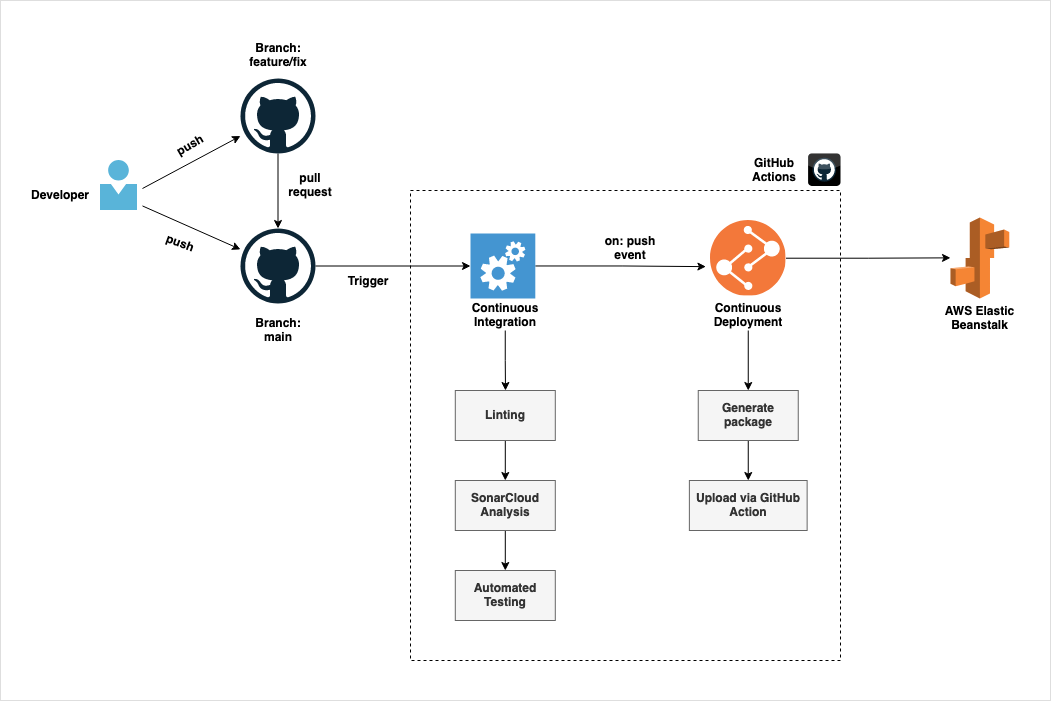 Branch:
feature/fix
push
Developer
pull
request
push
Branch:
main
Trigger
GitHub
Actions
on: push
event
Continuous
Integration
Continuous
Deployment
AWS Elastic
Beanstalk
Linting
SonarCloud
Analysis
Automated
Testing
Generate
package
Upload via GitHub
Action